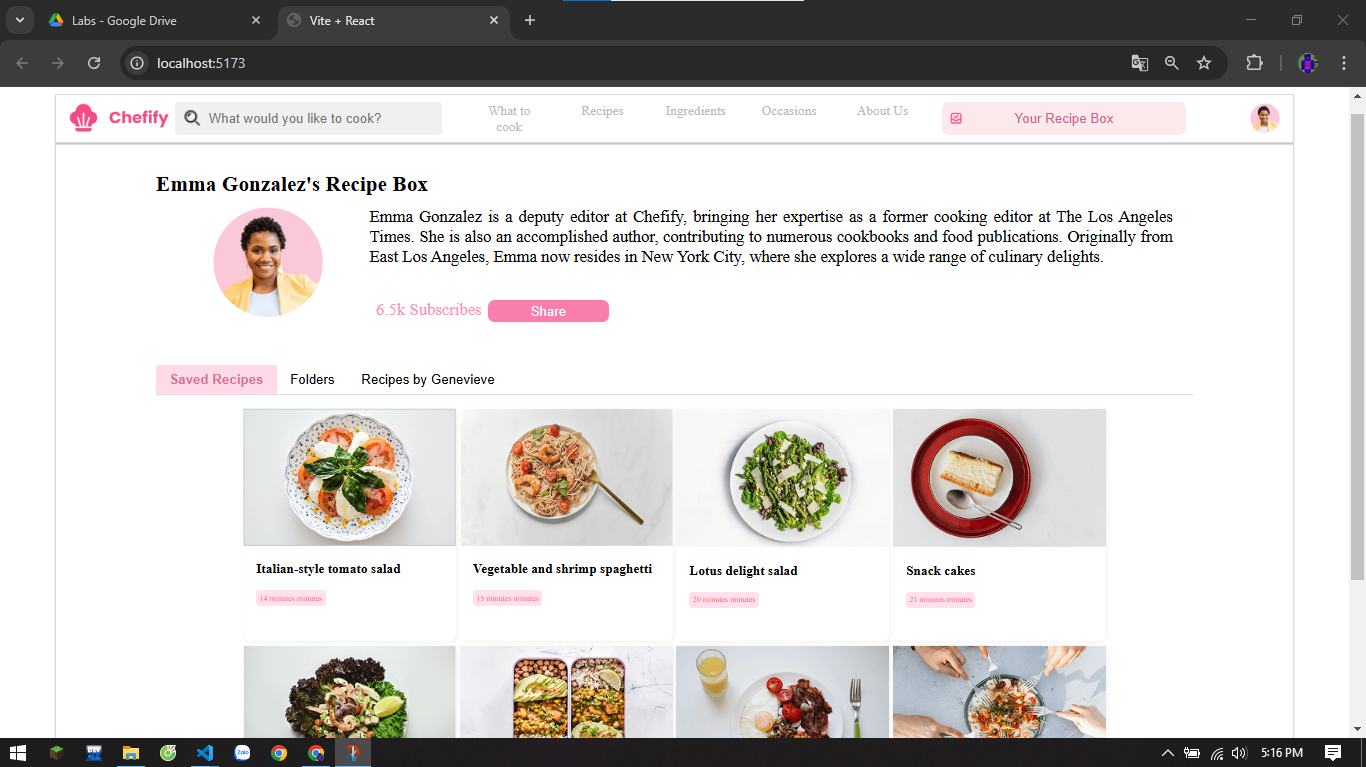 Labs - Google Drive
Vite + React
localhost:5173
Chefify
What would you like to cook?
What to
cook
Recipes
Ingredients
Occasions
About Us
Your Recipe Box
Emma Gonzalez's Recipe Box
Emma Gonzalez is a deputy editor at Chefify, bringing her expertise as a former cooking editor at The Los Angeles
Times. She is also an accomplished author, contributing to numerous cookbooks and food publications. Originally from
East Los Angeles, Emma now resides in New York City, where she explores a wide range of culinary delights.
6.5k Subscribes
Share
Saved Recipes
Folders
Recipes by Genevieve
Italian-style tomato salad
Vegetable and shrimp spaghetti
Lotus delight salad
Snack cakes
14 minutes minutes
15 minutes minutes
20 minutes minutes
21 minutes minutes
Zalo
5:16 PM